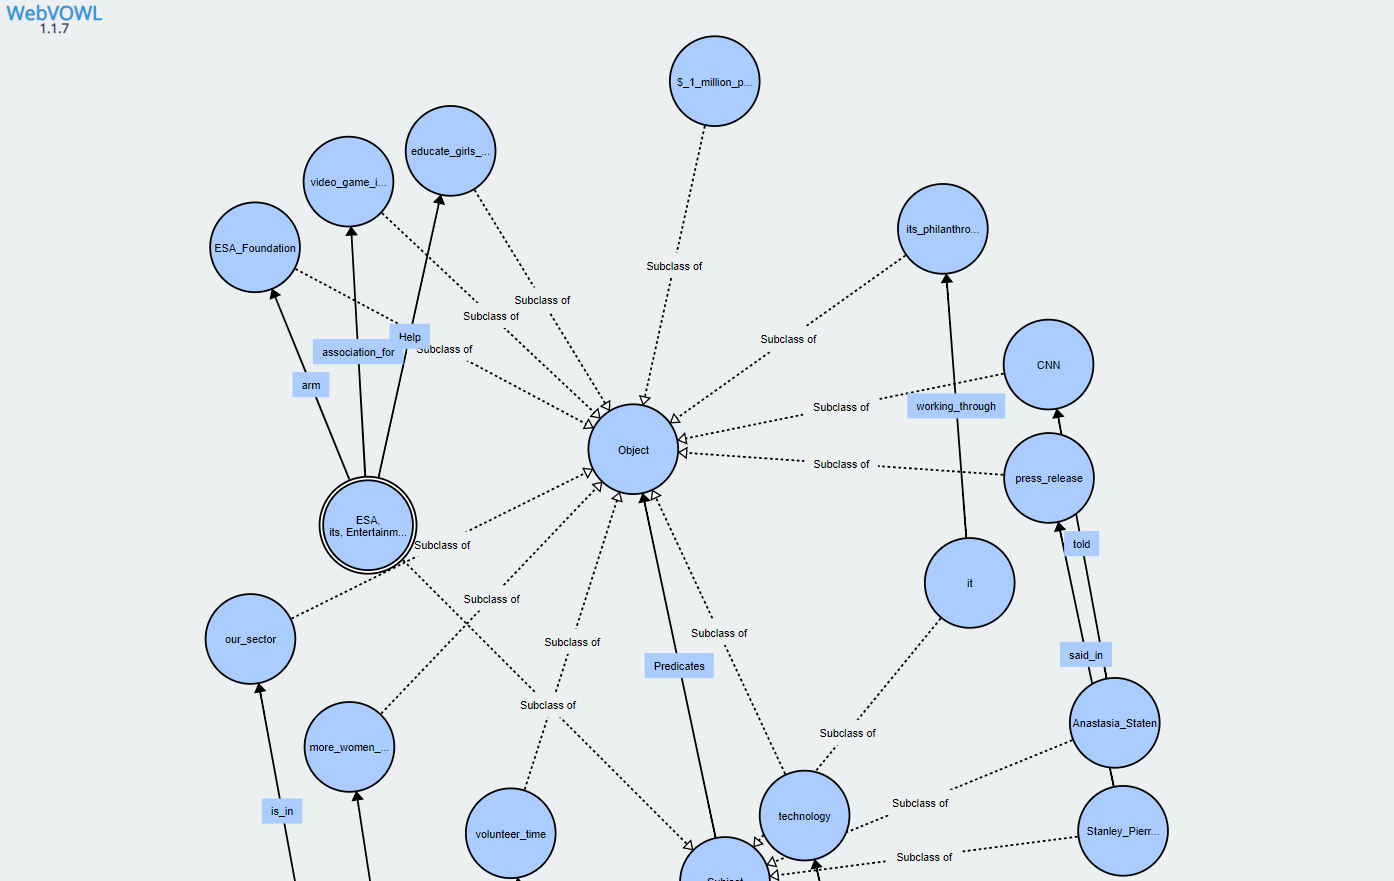 WebVOWL
1.1.7
$_1_million_p...
educate_girls_...
video_game_i...
ESA_Foundation
its_philanthro...
Subclass of
Subclass of
Subclass of
Help
Subclass of
association_for
Subclass of
arm
CNN
working_through
Subclass of
Object
Subclass of
press_release
ESA,
its, Entertainm...
Subclass of
told
it
Subclass of
Subclass of
Subclass of
our_sector
said_in
Predicates
Subclass of
Anastasia_Staten
Subclass of
more_women_...
Subclass of
is_in
technology
volunteer_time
Stanley_Pierr...
Subclass of
Subject